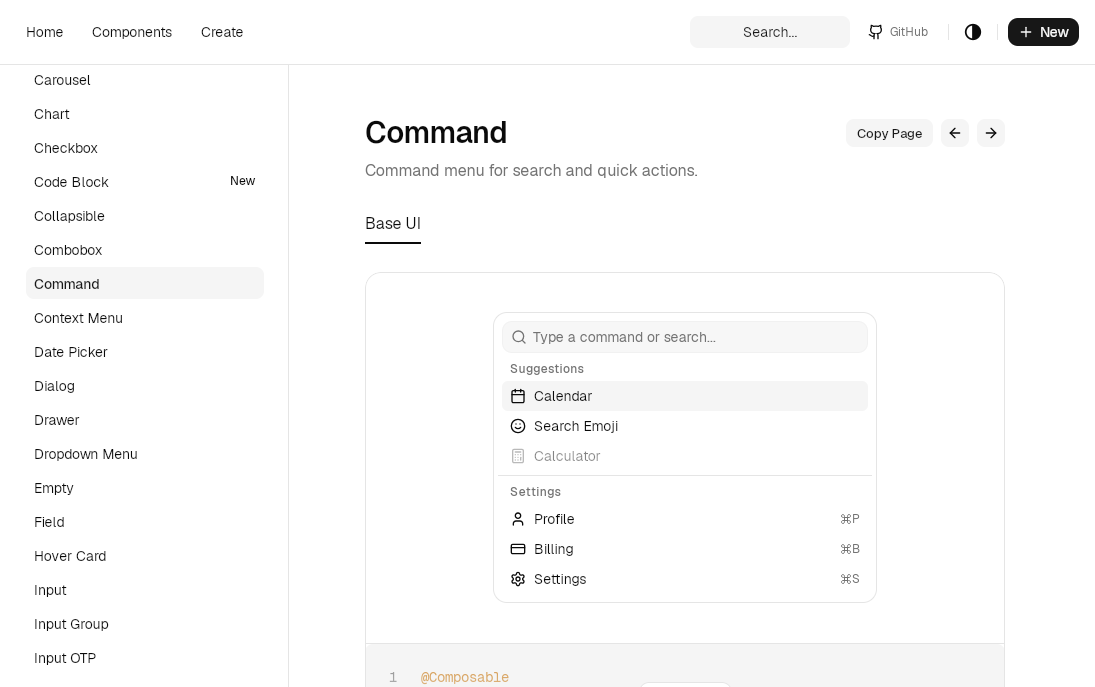 Home Components Create Search... GitHub New
Carousel
Chart
Checkbox
Code Block New
Collapsible
Combobox
Command
Context Menu
Date Picker
Dialog
Drawer
Dropdown Menu
Empty
Field
Hover Card
Input
Input Group
Input OTP
Command
Copy Page
Command menu for search and quick actions.
Base UI
Type a command or search...
Suggestions
Calendar
Search Emoji
Calculator
Settings
Profile ⌘P
Billing ⌘B
Settings ⌘S
1 @Composable